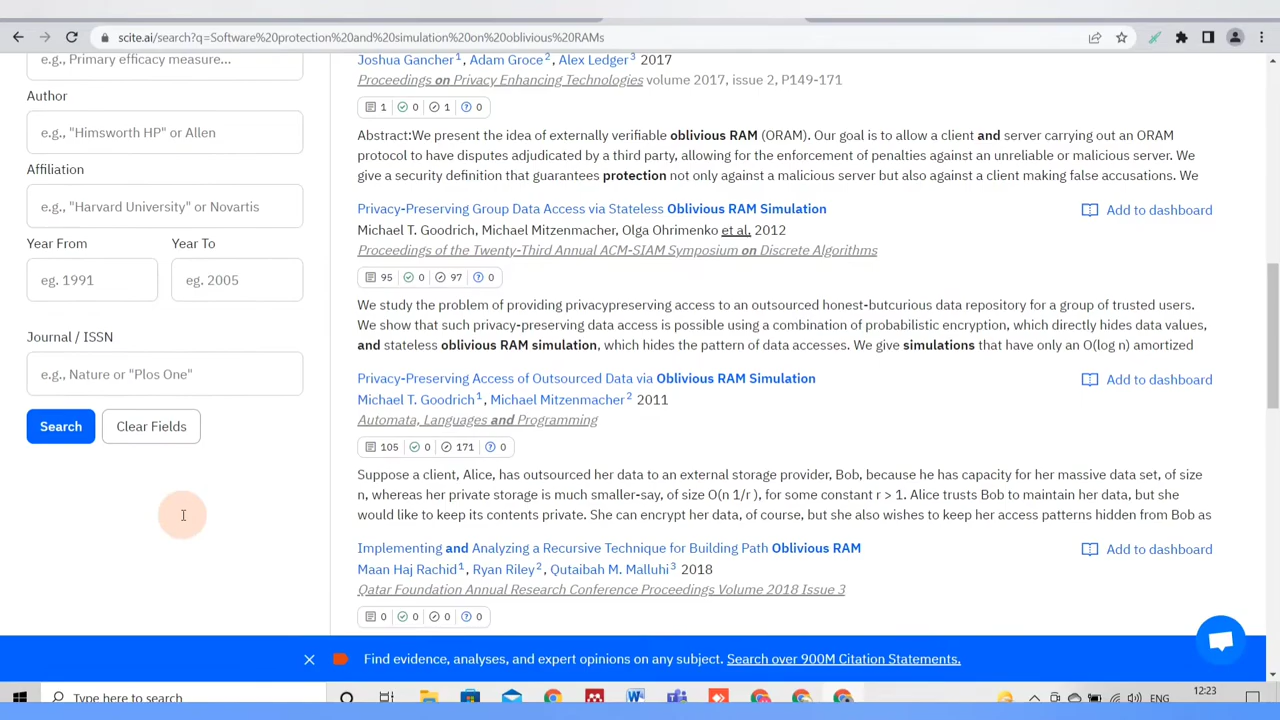 scite.ai/search?q=Software%20protection%20and%20simulation%20on%20oblivious%20RAMs
e.g., Primary efficacy measure...
Author
e.g., "Himsworth HP" or Allen
Affiliation
e.g., "Harvard University" or Novartis
Year From Year To
eg. 1991 eg. 2005
Journal / ISSN
e.g., Nature or "Plos One"
Search Clear Fields
Joshua Gancher1, Adam Groce2, Alex Ledger3 2017
Proceedings on Privacy Enhancing Technologies volume 2017, issue 2, P149-171
1 0 1 0
Abstract:We present the idea of externally verifiable oblivious RAM (ORAM). Our goal is to allow a client and server carrying out an ORAM
protocol to have disputes adjudicated by a third party, allowing for the enforcement of penalties against an unreliable or malicious server. We
give a security definition that guarantees protection not only against a malicious server but also against a client making false accusations. We
Privacy-Preserving Group Data Access via Stateless Oblivious RAM Simulation Add to dashboard
Michael T. Goodrich, Michael Mitzenmacher, Olga Ohrimenko et al. 2012
Proceedings of the Twenty-Third Annual ACM-SIAM Symposium on Discrete Algorithms
95 0 97 0
We study the problem of providing privacypreserving access to an outsourced honest-butcurious data repository for a group of trusted users.
We show that such privacy-preserving data access is possible using a combination of probabilistic encryption, which directly hides data values,
and stateless oblivious RAM simulation, which hides the pattern of data accesses. We give simulations that have only an O(log n) amortized
Privacy-Preserving Access of Outsourced Data via Oblivious RAM Simulation Add to dashboard
Michael T. Goodrich1, Michael Mitzenmacher2 2011
Automata, Languages and Programming
105 0 171 0
Suppose a client, Alice, has outsourced her data to an external storage provider, Bob, because he has capacity for her massive data set, of size
n, whereas her private storage is much smaller-say, of size O(n 1/r ), for some constant r > 1. Alice trusts Bob to maintain her data, but she
would like to keep its contents private. She can encrypt her data, of course, but she also wishes to keep her access patterns hidden from Bob as
Implementing and Analyzing a Recursive Technique for Building Path Oblivious RAM Add to dashboard
Maan Haj Rachid1, Ryan Riley2, Qutaibah M. Malluhi3 2018
Qatar Foundation Annual Research Conference Proceedings Volume 2018 Issue 3
0 0 0 0
Find evidence, analyses, and expert opinions on any subject. Search over 900M Citation Statements.
Type here to search
ENG
12:23